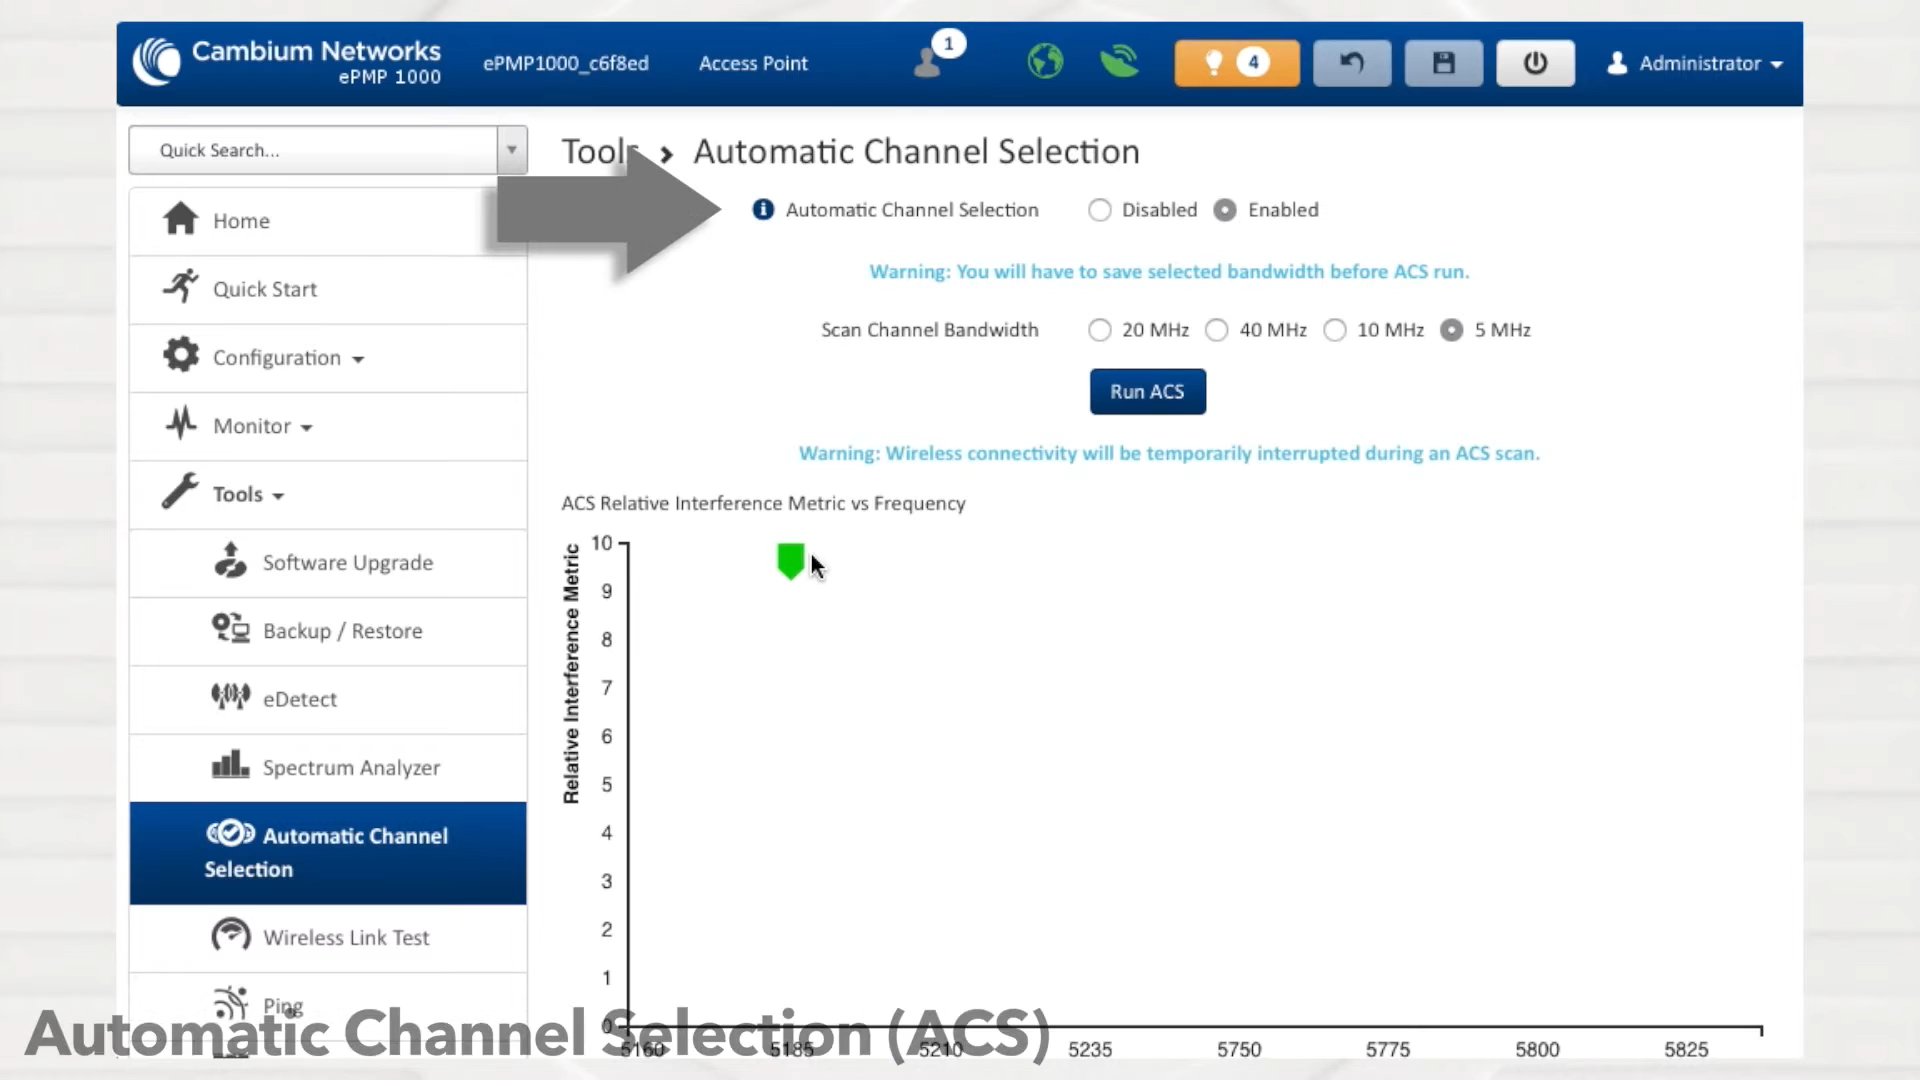 Cambium Networks
ePMP 1000
ePMP1000_c6f8ed
Access Point
1
4
Administrator
Quick Search...
Tools > Automatic Channel Selection
Home
Quick Start
Configuration
Monitor
Tools
Software Upgrade
Backup / Restore
eDetect
Spectrum Analyzer
Automatic Channel
Selection
Wireless Link Test
Ping
Automatic Channel Selection Disabled Enabled
Warning: You will have to save selected bandwidth before ACS run.
Scan Channel Bandwidth 20 MHz 40 MHz 10 MHz 5 MHz
Run ACS
Warning: Wireless connectivity will be temporarily interrupted during an ACS scan.
ACS Relative Interference Metric vs Frequency
Relative Interference Metric
10
9
8
7
6
5
4
3
2
1
0
5160 5185 5210 5235 5750 5775 5800 5825
Automatic Channel Selection (ACS)